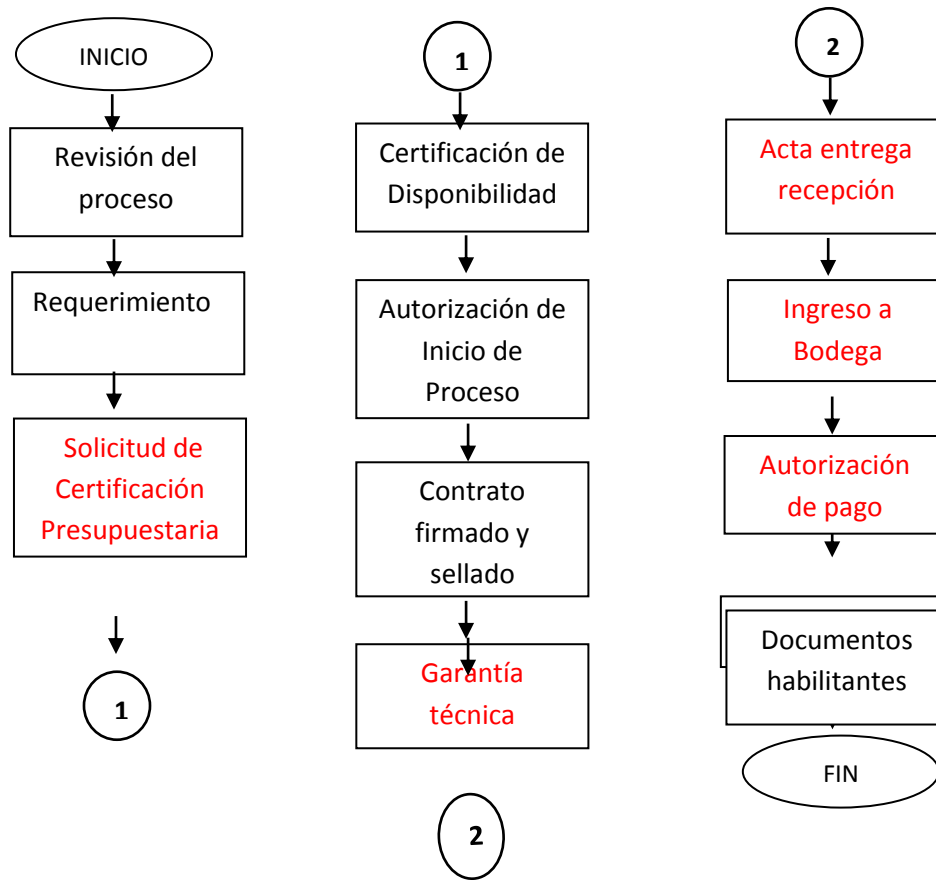 INICIO
Revisión del
proceso
Requerimiento
Solicitud de
Certificación
Presupuestaria
1
1
Certificación de
Disponibilidad
Autorización de
Inicio de
Proceso
Contrato
firmado y
sellado
Garantía
técnica
2
2
Acta entrega
recepción
Ingreso a
Bodega
Autorización
de pago
Documentos
habilitantes
FIN